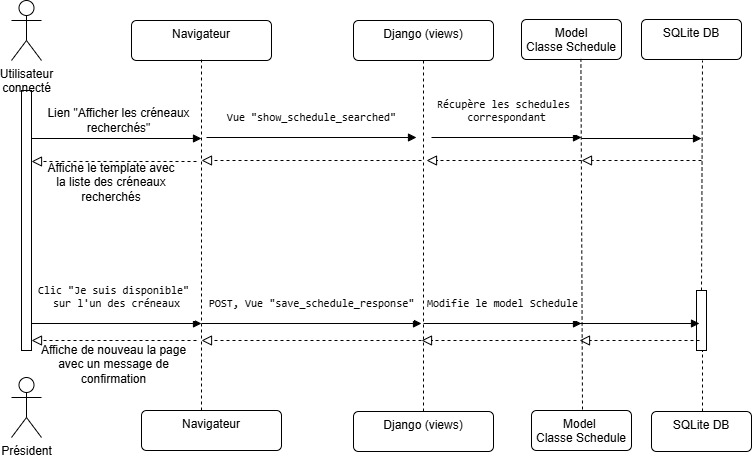 Navigateur
Django (views)
Model
Classe Schedule
SQLite DB
Utilisateur
connecté
Lien "Afficher les créneaux
recherchés"
Vue "show_schedule_searched"
Récupère les schedules
correspondant
Affiche le template avec
la liste des créneaux
recherchés
Clic "Je suis disponible"
sur l'un des créneaux
POST, Vue "save_schedule_response"
Modifie le model Schedule
Affiche de nouveau la page
avec un message de
confirmation
Président
Navigateur
Django (views)
Model
Classe Schedule
SQLite DB